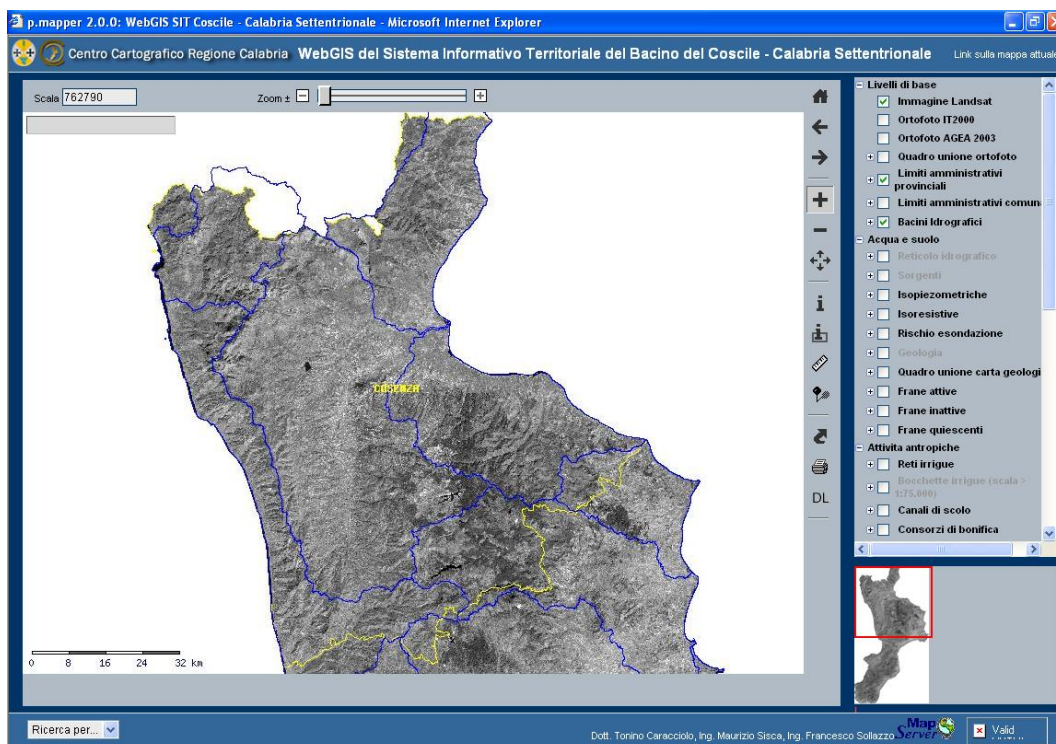 p.mapper 2.0.0: WebGIS SIT Coscile - Calabria Settentrionale - Microsoft Internet Explorer
Centro Cartografico Regione Calabria WebGIS del Sistema Informativo Territoriale del Bacino del Coscile - Calabria Settentrionale Link sulla mappa attuale
Scala 762790 Zoom ±
COSENZA
0 8 16 24 32 km
DL
Livelli di base
Immagine Landsat
Ortofoto IT2000
Ortofoto AGEA 2003
Quadro unione ortofoto
Limiti amministrativi
provinciali
Limiti amministrativi comun
Bacini Idrografici
Acqua e suolo
Reticolo idrografico
Sorgenti
Isopiezometriche
Isoresistive
Rischio esondazione
Geologia
Quadro unione carta geologi
Frane attive
Frane inattive
Frane quiescenti
Attivita antropiche
Reti irrigue
Bocchette irrigue (scala >
1:75.000)
Canali di scolo
Consorzi di bonifica
Ricerca per...
Dott. Tonino Caracciolo, Ing. Maurizio Sisca, Ing. Francesco Sollazzo
Map
Server
Valid